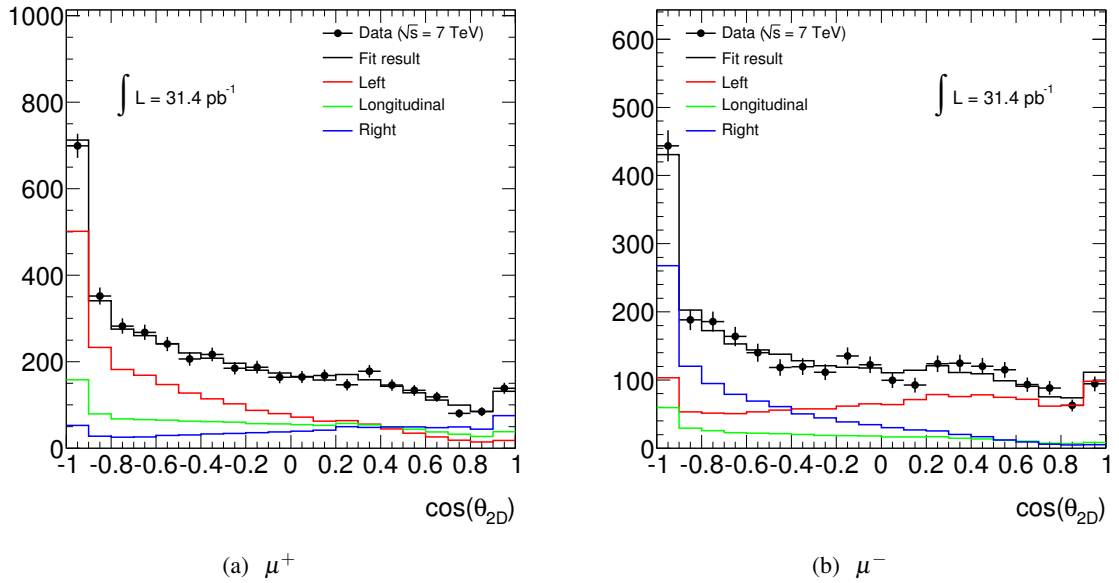 1000
800
600
400
200
0
Data (√s = 7 TeV)
Fit result
Left
Longitudinal
Right
∫ L = 31.4 pb⁻¹
-1 -0.8 -0.6 -0.4 -0.2 0 0.2 0.4 0.6 0.8 1
cos(θ2D)
(a) μ⁺
600
500
400
300
200
100
0
Data (√s = 7 TeV)
Fit result
Left
Longitudinal
Right
∫ L = 31.4 pb⁻¹
-1 -0.8 -0.6 -0.4 -0.2 0 0.2 0.4 0.6 0.8 1
cos(θ2D)
(b) μ⁻